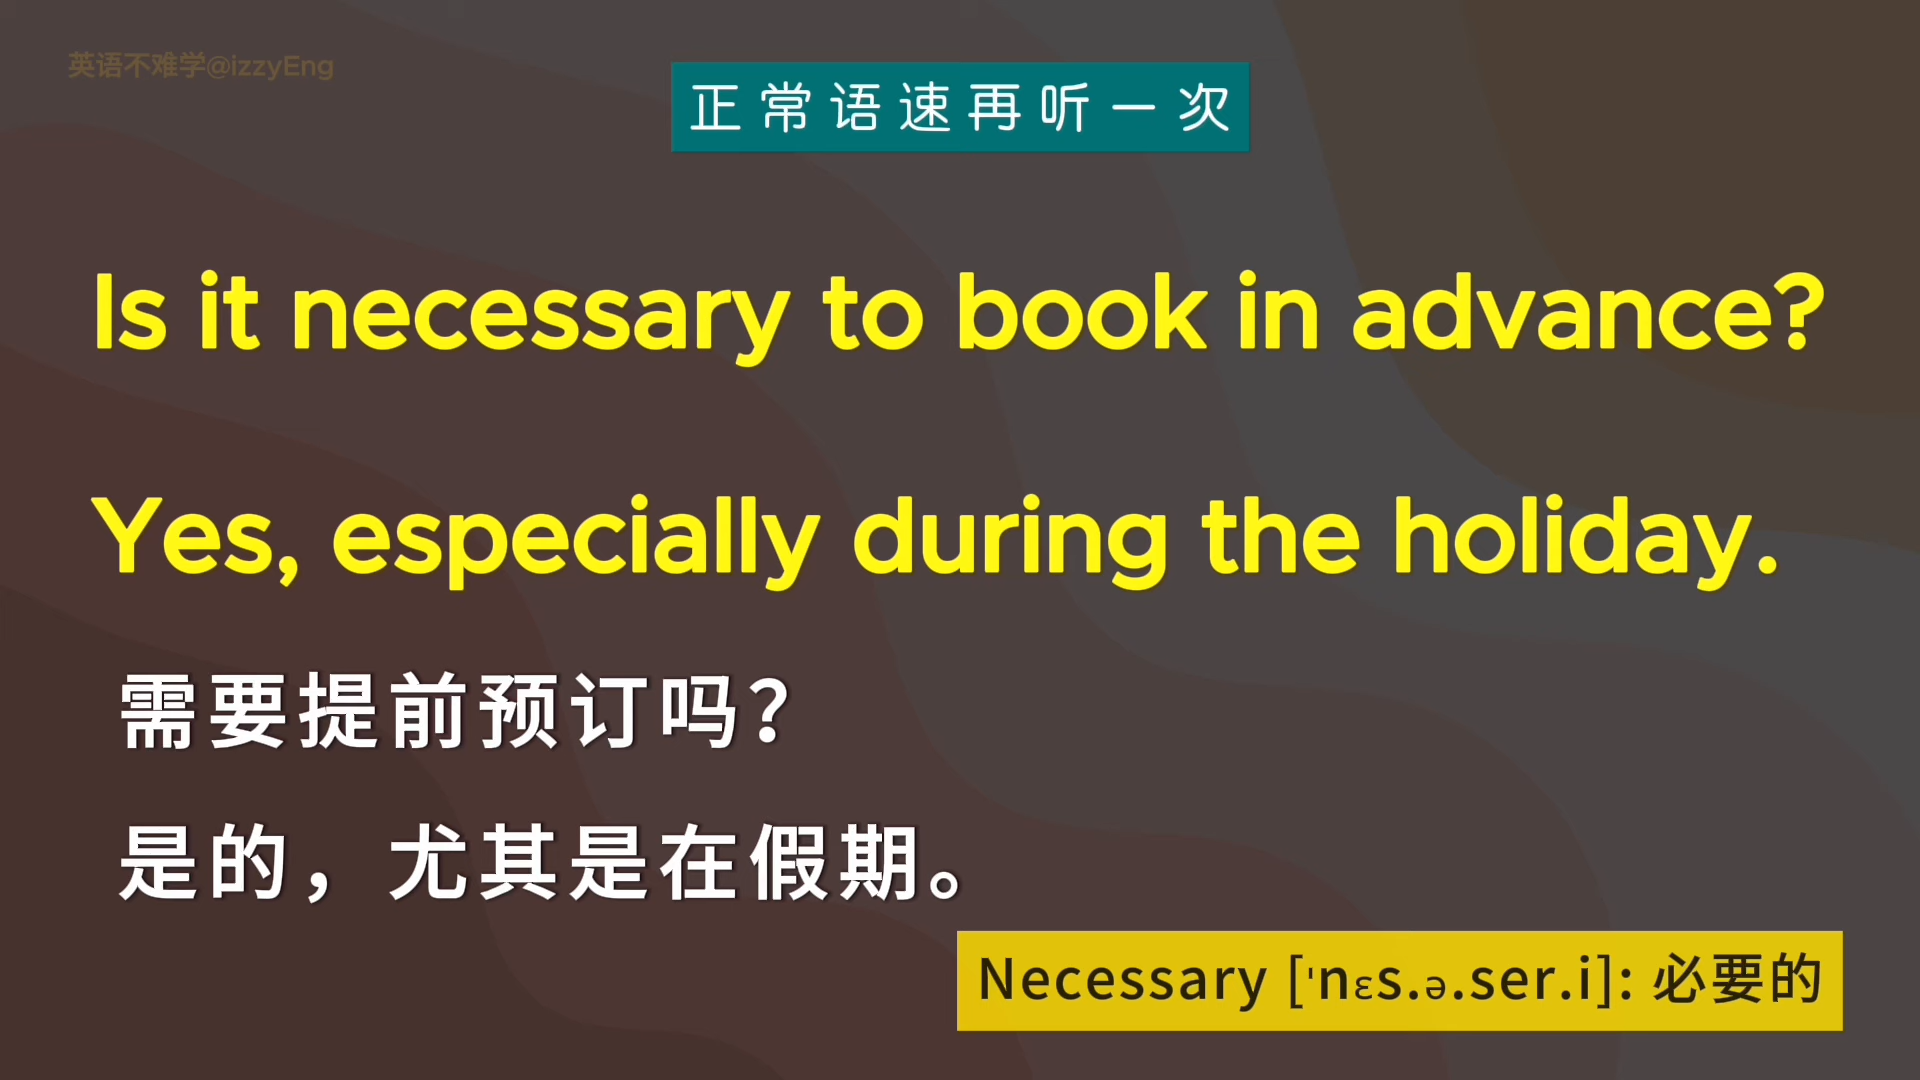 英语不难学@izzyEng
正常语速再听一次
Is it necessary to book in advance?
Yes, especially during the holiday.
需要提前预订吗？
是的，尤其是在假期。
Necessary [ˈnɛs.ə.ser.i]: 必要的